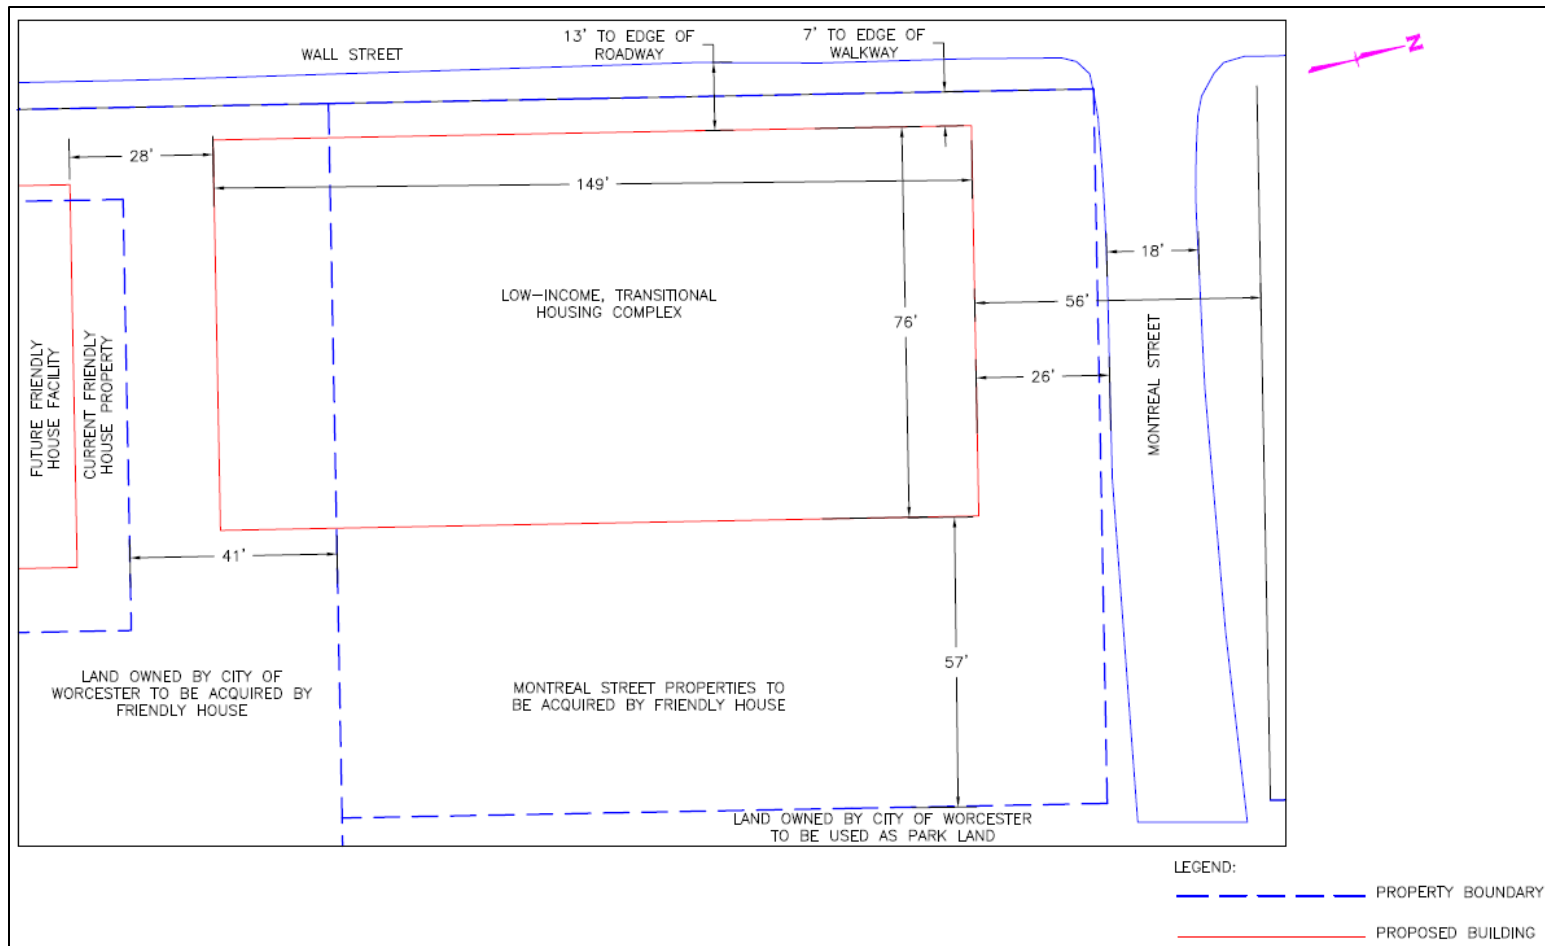 13' TO EDGE OF
ROADWAY
7' TO EDGE OF
WALKWAY
WALL STREET
N
28'
149'
18'
LOW-INCOME, TRANSITIONAL
HOUSING COMPLEX
56'
76'
26'
FUTURE FRIENDLY
HOUSE FACILITY
CURRENT FRIENDLY
HOUSE PROPERTY
MONTREAL STREET
41'
57'
LAND OWNED BY CITY OF
WORCESTER TO BE ACQUIRED BY
FRIENDLY HOUSE
MONTREAL STREET PROPERTIES TO
BE ACQUIRED BY FRIENDLY HOUSE
LAND OWNED BY CITY OF WORCESTER
TO BE USED AS PARK LAND
LEGEND:
PROPERTY BOUNDARY
PROPOSED BUILDING